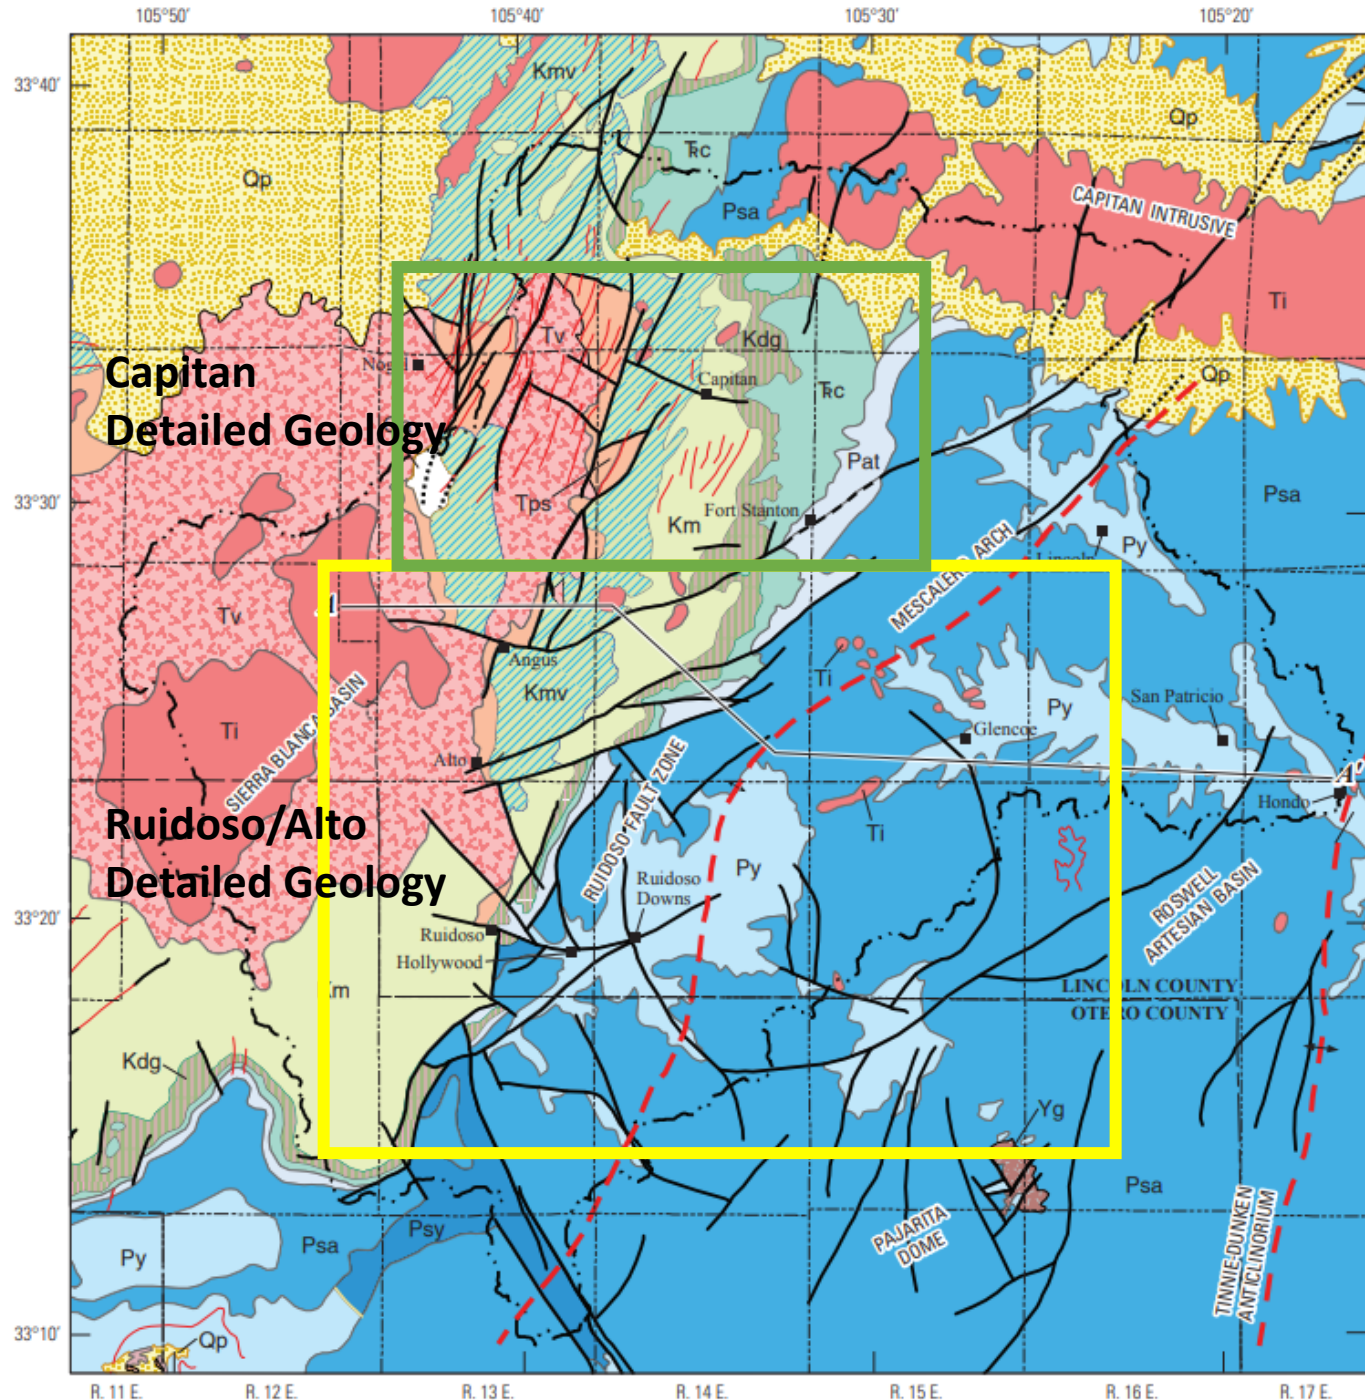 105°50'
105°40'
105°30'
105°20'
33°40'
Kmv
Qp
Qp
Psa
CAPITAN INTRUSIVE
Ti
Tv
Kdg
Nogal
Capitan
Capitan
Detailed Geology
Qp
Pat
33°30'
Tps
Km
Fort Stanton
Psa
Lincoln
Py
MESCALERO ARCH
Tv
A
Angus
Kmv
Ti
San Patricio
Py
Glencoe
Ti
SIERRA BLANCA BASIN
Alto
RUIDOSO FAULT ZONE
A'
Hondo
Ti
Ruidoso/Alto
Detailed Geology
Py
Ruidoso
Downs
ROSWELL
ARTESIAN BASIN
33°20'
Ruidoso
Hollywood
Km
LINCOLN COUNTY
OTERO COUNTY
Kdg
Yg
Psa
PAJARITA
DOME
TINNIE-DUNKEN
ANTICLINORIUM
Py
Psa
Psy
33°10'
Qp
R. 11 E.
R. 12 E.
R. 13 E.
R. 14 E.
R. 15 E.
R. 16 E.
R. 17 E.